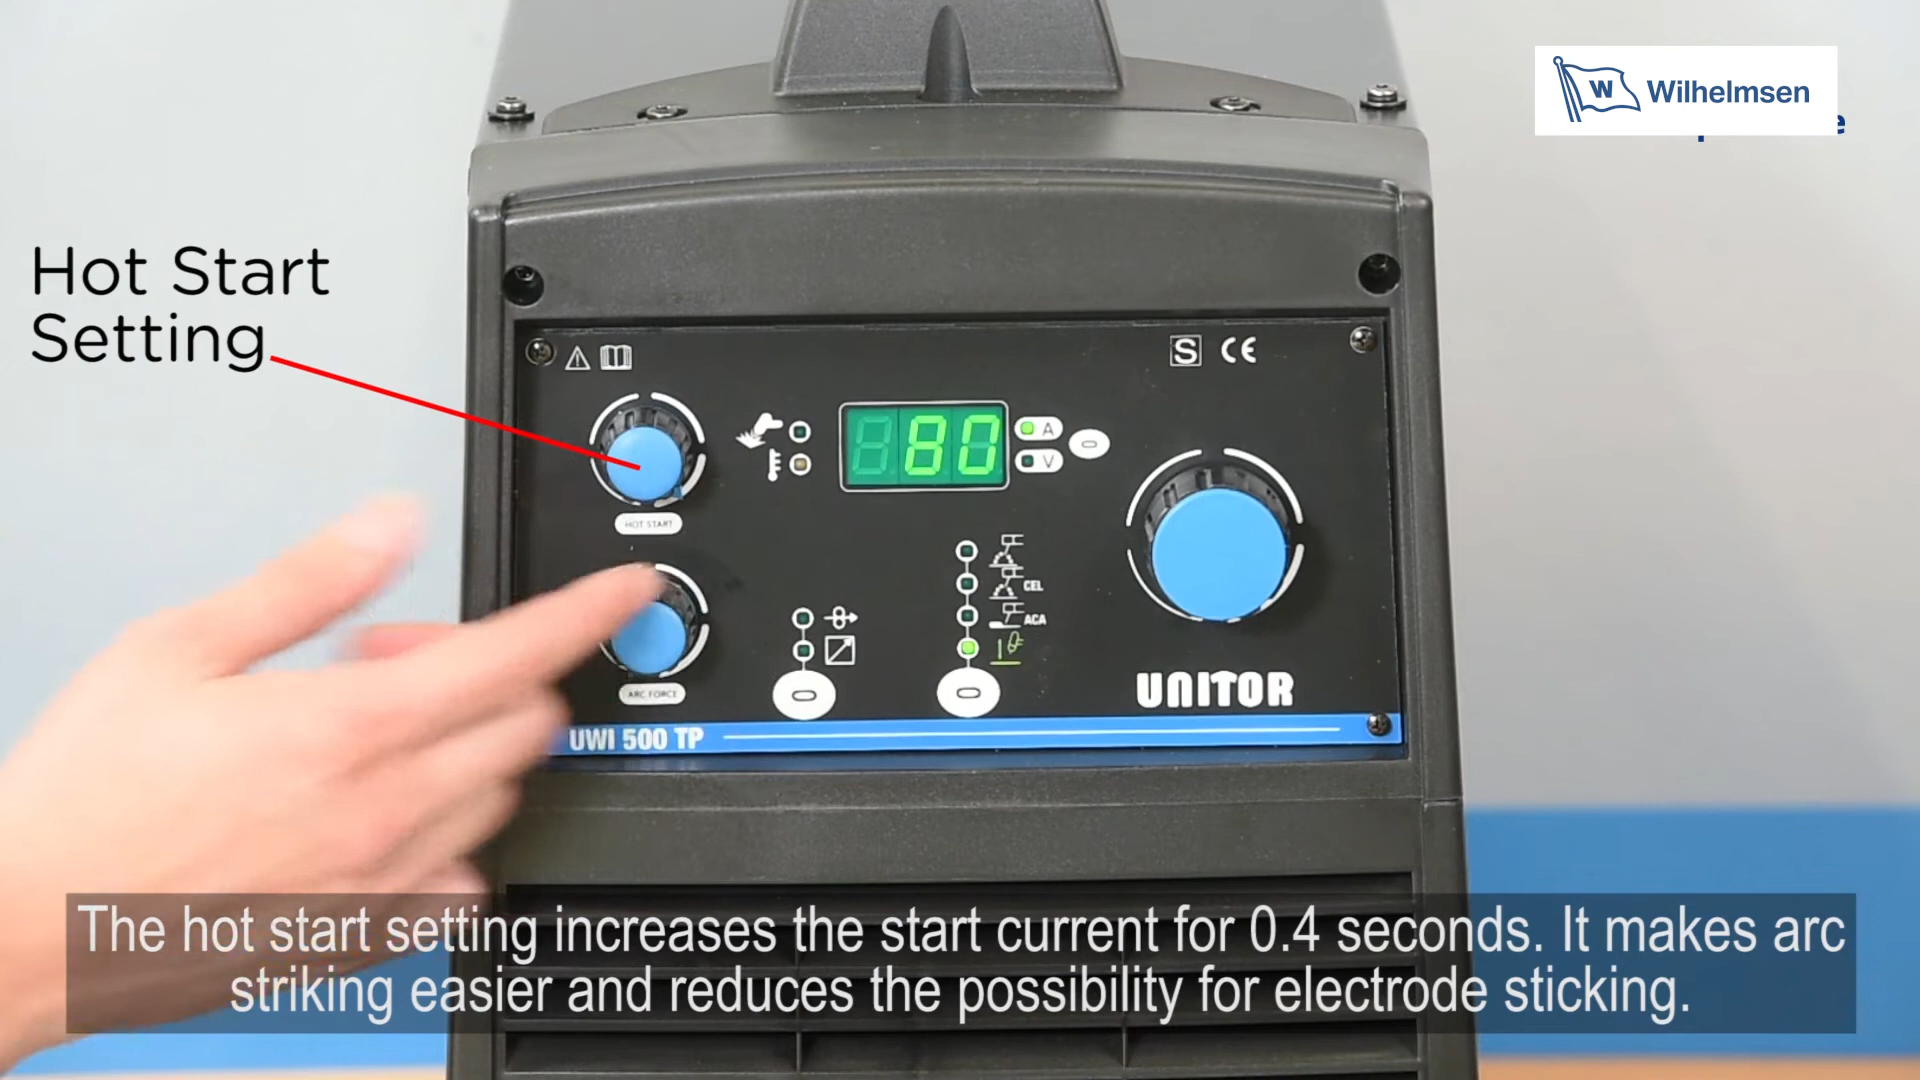 W Wilhelmsen
e
Hot Start
Setting
S CE
HOT START
80
A
V
CEL
ACA
ARC FORCE
UNITOR
UWI 500 TP
The hot start setting increases the start current for 0.4 seconds. It makes arc
striking easier and reduces the possibility for electrode sticking.